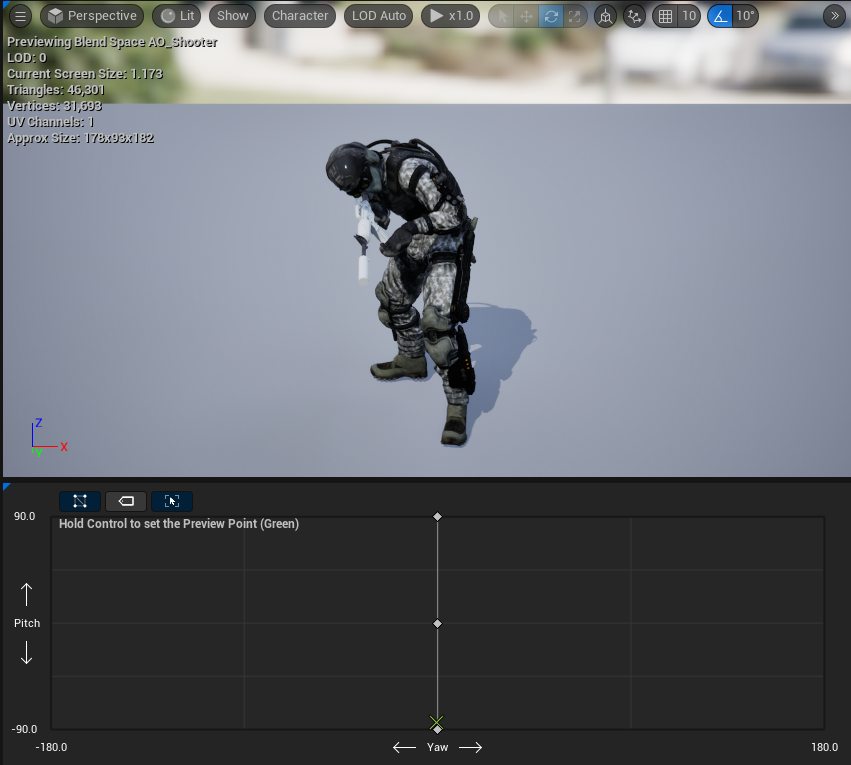 Perspective Lit Show Character LOD Auto x1.0 10 10°
Previewing Blend Space AO_Shooter
LOD: 0
Current Screen Size: 1.173
Triangles: 46,301
Vertices: 31,693
UV Channels: 1
Approx Size: 178x93x182
Z
X
Y
90.0
Hold Control to set the Preview Point (Green)
Pitch
-90.0
-180.0 Yaw 180.0